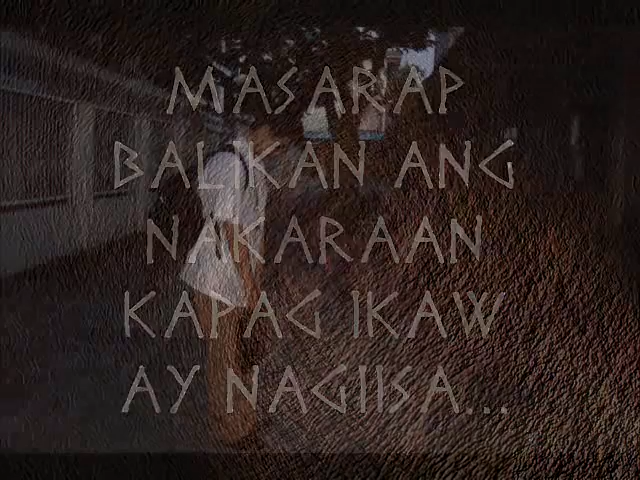 MASARAP
BALIKAN ANG
NAKARAAN
KAPAG IKAW
AY NAGIISA...